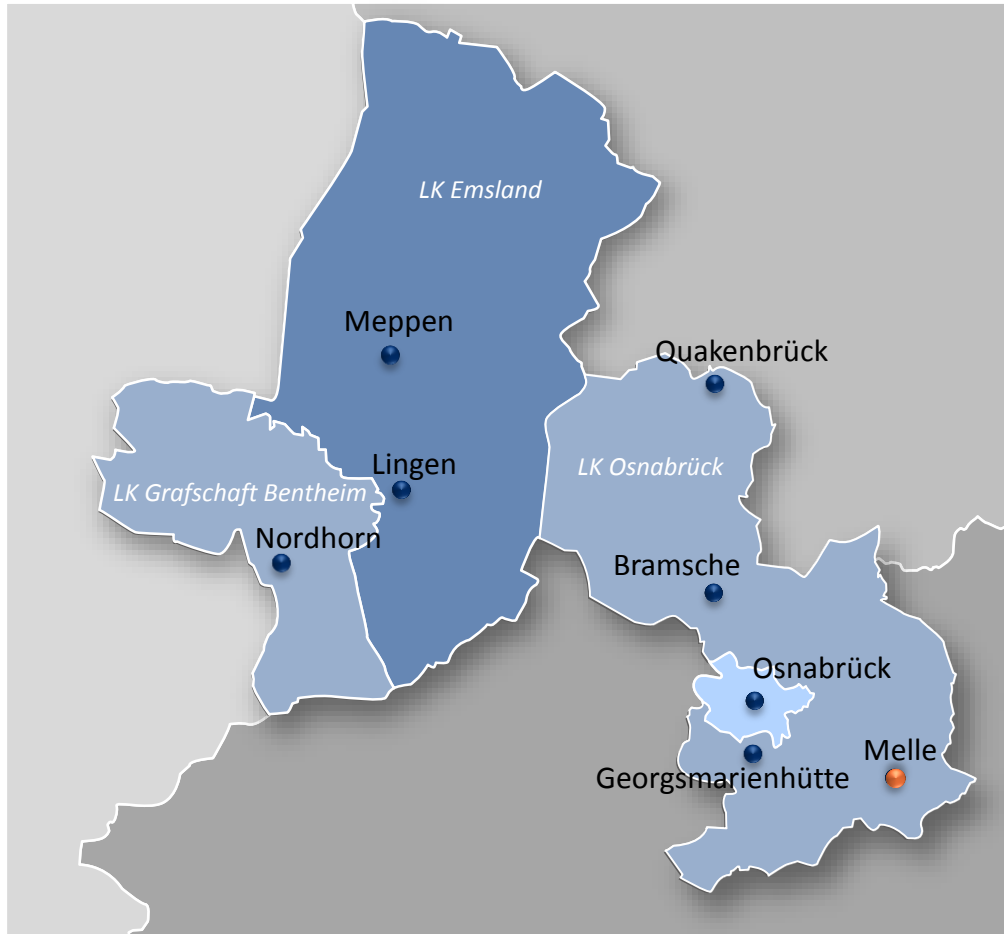 LK Emsland
Meppen
Quakenbrück
Lingen
LK Osnabrück
LK Grafschaft Bentheim
Nordhorn
Bramsche
Osnabrück
Melle
Georgsmarienhütte